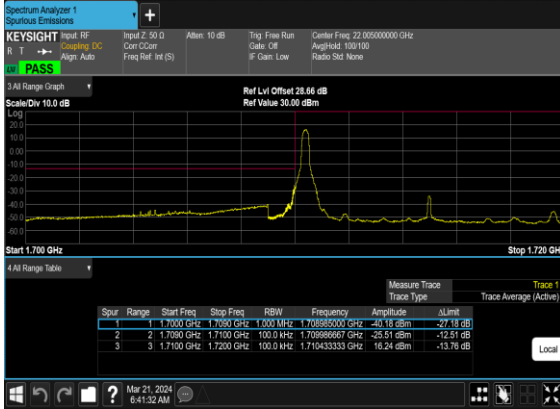 Spectrum Analyzer 1
Spurious Emissions
+
KEYSIGHT Input: RF Input Z: 50 Ω Atten: 10 dB Trig: Free Run Center Freq: 22.005000000 GHz
R T Coupling: DC Corr CCorr Gate: Off Avg|Hold: 100/100
Align: Auto Freq Ref: Int (S) IF Gain: Low Radio Std: None
PASS
3 All Range Graph
Ref Lvl Offset 28.66 dB
Scale/Div 10.0 dB Ref Value 30.00 dBm
Log
20.0
10.0
0.00
-10.0
-20.0
-30.0
-40.0
-50.0
-60.0
Start 1.700 GHz Stop 1.720 GH
4 All Range Table
Measure Trace Trace 1
Trace Type Trace Average (Active)
Spur Range Start Freq Stop Freq RBW Frequency Amplitude ΔLimit
1 1 1.7000 GHz 1.7090 GHz 1.000 MHz 1.708985000 GHz -40.18 dBm -27.18 dB
2 2 1.7090 GHz 1.7100 GHz 100.0 kHz 1.709986667 GHz -25.51 dBm -12.51 dB
3 3 1.7100 GHz 1.7200 GHz 100.0 kHz 1.710433333 GHz 16.24 dBm -13.76 dB
Local
? Mar 21, 2024
6:41:32 AM